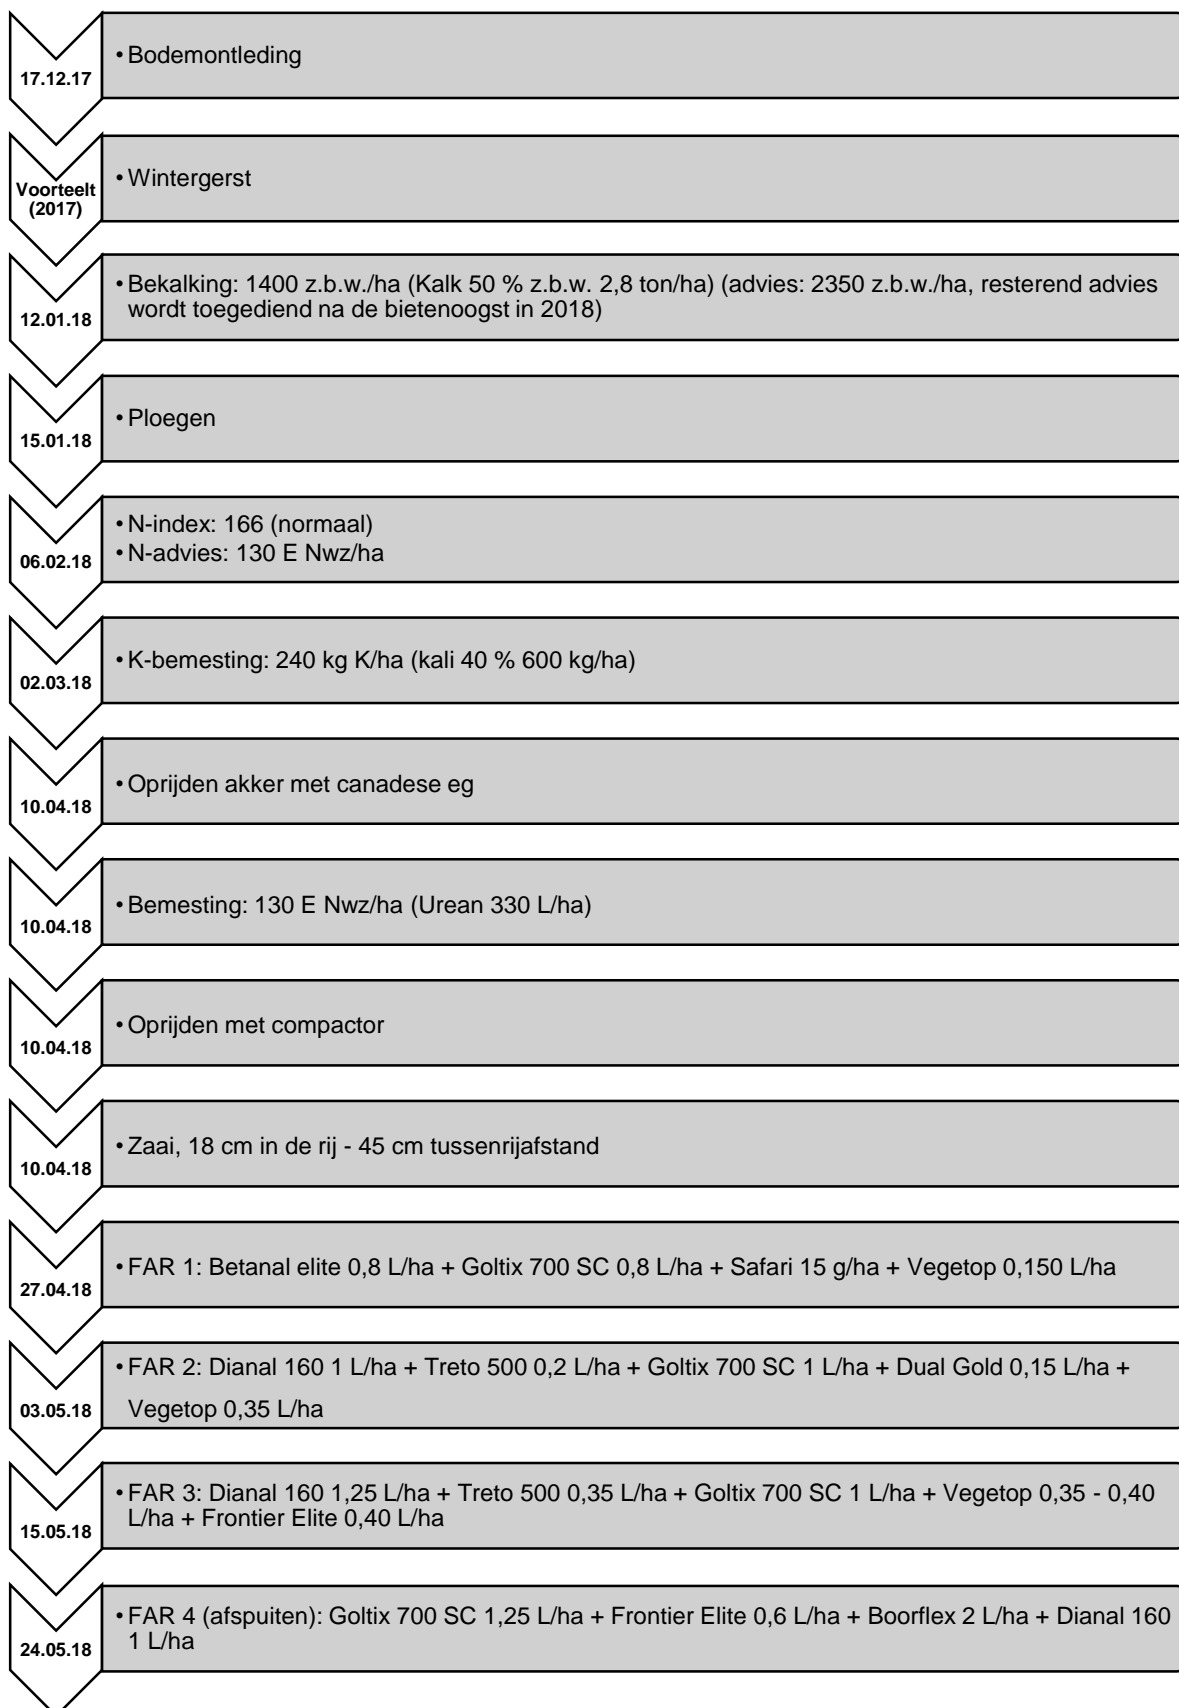 17.12.17
• Bodemontleding
Voorteelt
(2017)
• Wintergerst
12.01.18
• Bekalking: 1400 z.b.w./ha (Kalk 50 % z.b.w. 2,8 ton/ha) (advies: 2350 z.b.w./ha, resterend advies
wordt toegediend na de bietenoogst in 2018)
15.01.18
• Ploegen
06.02.18
• N-index: 166 (normaal)
• N-advies: 130 E Nwz/ha
02.03.18
• K-bemesting: 240 kg K/ha (kali 40 % 600 kg/ha)
10.04.18
• Oprijden akker met canadese eg
10.04.18
• Bemesting: 130 E Nwz/ha (Urean 330 L/ha)
10.04.18
• Oprijden met compactor
10.04.18
• Zaai, 18 cm in de rij - 45 cm tussenrijafstand
27.04.18
• FAR 1: Betanal elite 0,8 L/ha + Goltix 700 SC 0,8 L/ha + Safari 15 g/ha + Vegetop 0,150 L/ha
03.05.18
• FAR 2: Dianal 160 1 L/ha + Treto 500 0,2 L/ha + Goltix 700 SC 1 L/ha + Dual Gold 0,15 L/ha +
Vegetop 0,35 L/ha
15.05.18
• FAR 3: Dianal 160 1,25 L/ha + Treto 500 0,35 L/ha + Goltix 700 SC 1 L/ha + Vegetop 0,35 - 0,40
L/ha + Frontier Elite 0,40 L/ha
24.05.18
• FAR 4 (afspuiten): Goltix 700 SC 1,25 L/ha + Frontier Elite 0,6 L/ha + Boorflex 2 L/ha + Dianal 160
1 L/ha